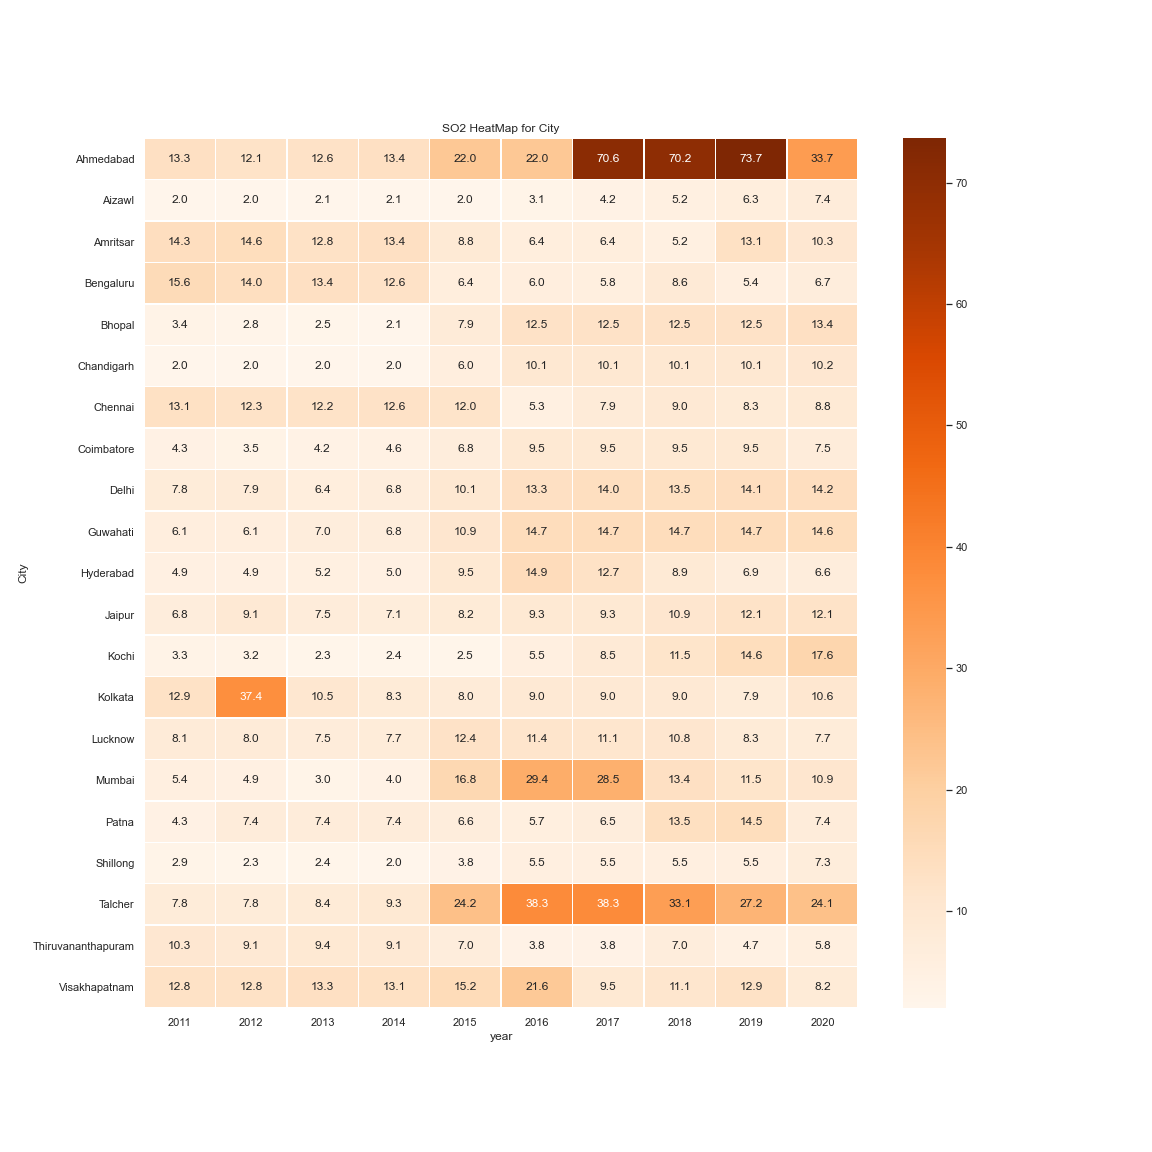 SO2 HeatMap for City
Ahmedabad 13.3 12.1 12.6 13.4 22.0 22.0 70.6 70.2 73.7 33.7
Aizawl 2.0 2.0 2.1 2.1 2.0 3.1 4.2 5.2 6.3 7.4
Amritsar 14.3 14.6 12.8 13.4 8.8 6.4 6.4 5.2 13.1 10.3
Bengaluru 15.6 14.0 13.4 12.6 6.4 6.0 5.8 8.6 5.4 6.7
Bhopal 3.4 2.8 2.5 2.1 7.9 12.5 12.5 12.5 12.5 13.4
Chandigarh 2.0 2.0 2.0 2.0 6.0 10.1 10.1 10.1 10.1 10.2
Chennai 13.1 12.3 12.2 12.6 12.0 5.3 7.9 9.0 8.3 8.8
Coimbatore 4.3 3.5 4.2 4.6 6.8 9.5 9.5 9.5 9.5 7.5
Delhi 7.8 7.9 6.4 6.8 10.1 13.3 14.0 13.5 14.1 14.2
Guwahati 6.1 6.1 7.0 6.8 10.9 14.7 14.7 14.7 14.7 14.6
Hyderabad 4.9 4.9 5.2 5.0 9.5 14.9 12.7 8.9 6.9 6.6
Jaipur 6.8 9.1 7.5 7.1 8.2 9.3 9.3 10.9 12.1 12.1
Kochi 3.3 3.2 2.3 2.4 2.5 5.5 8.5 11.5 14.6 17.6
Kolkata 12.9 37.4 10.5 8.3 8.0 9.0 9.0 9.0 7.9 10.6
Lucknow 8.1 8.0 7.5 7.7 12.4 11.4 11.1 10.8 8.3 7.7
Mumbai 5.4 4.9 3.0 4.0 16.8 29.4 28.5 13.4 11.5 10.9
Patna 4.3 7.4 7.4 7.4 6.6 5.7 6.5 13.5 14.5 7.4
Shillong 2.9 2.3 2.4 2.0 3.8 5.5 5.5 5.5 5.5 7.3
Talcher 7.8 7.8 8.4 9.3 24.2 38.3 38.3 33.1 27.2 24.1
Thiruvananthapuram 10.3 9.1 9.4 9.1 7.0 3.8 3.8 7.0 4.7 5.8
Visakhapatnam 12.8 12.8 13.3 13.1 15.2 21.6 9.5 11.1 12.9 8.2
2011 2012 2013 2014 2015 2016 2017 2018 2019 2020
year
City
70
60
50
40
30
20
10